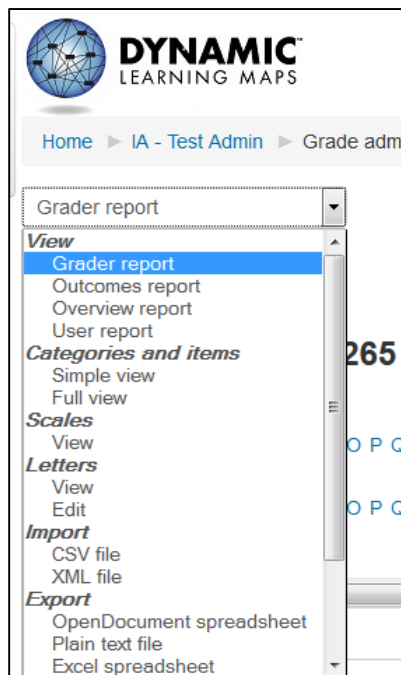 DYNAMIC™
LEARNING MAPS
Home ► IA - Test Admin ► Grade adm
Grader report
View
Grader report
Outcomes report
Overview report
User report
Categories and items
Simple view
Full view
265
Scales
View
O P Q
Letters
View
Edit
O P Q
Import
CSV file
XML file
Export
OpenDocument spreadsheet
Plain text file
Excel spreadsheet